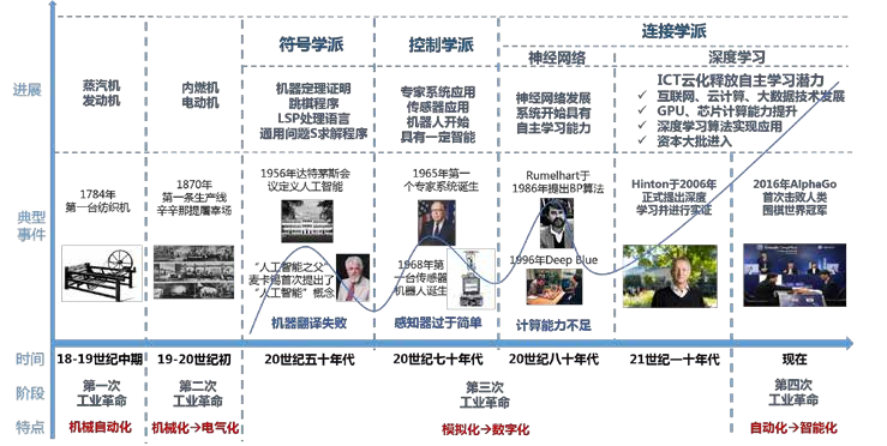 符号学派
控制学派
连接学派
神经网络
深度学习
进展
蒸汽机
发动机
内燃机
电动机
机器定理证明
跳棋程序
LSP处理语言
通用问题S求解程序
专家系统应用
传感器应用
机器人开始
具有一定智能
神经网络发展
系统开始具有
自主学习能力
ICT云化释放自主学习潜力
✓ 互联网、云计算、大数据技术发展
✓ GPU、芯片计算能力提升
✓ 深度学习算法实现应用
✓ 资本大批进入
典型
事件
1784年
第一台纺织机
1870年
第一条生产线
辛辛那提屠宰场
1956年达特茅斯会
议定义人工智能
“人工智能之父”
麦卡锡首次提出了
“人工智能”概念
机器翻译失败
1965年第一
个专家系统诞生
1968年第一
台传感器
机器人诞生
感知器过于简单
Rumelhart于
1986年提出BP算法
1996年Deep Blue
计算能力不足
Hinton于2006年
正式提出深度
学习并进行实证
2016年AlphaGo
首次击败人类
围棋世界冠军
时间
18-19世纪中期
19-20世纪初
20世纪五十年代
20世纪七十年代
20世纪八十年代
21世纪一十年代
现在
阶段
第一次
工业革命
第二次
工业革命
第三次
工业革命
第四次
工业革命
特点
机械自动化
机械化→电气化
模拟化→数字化
自动化→智能化